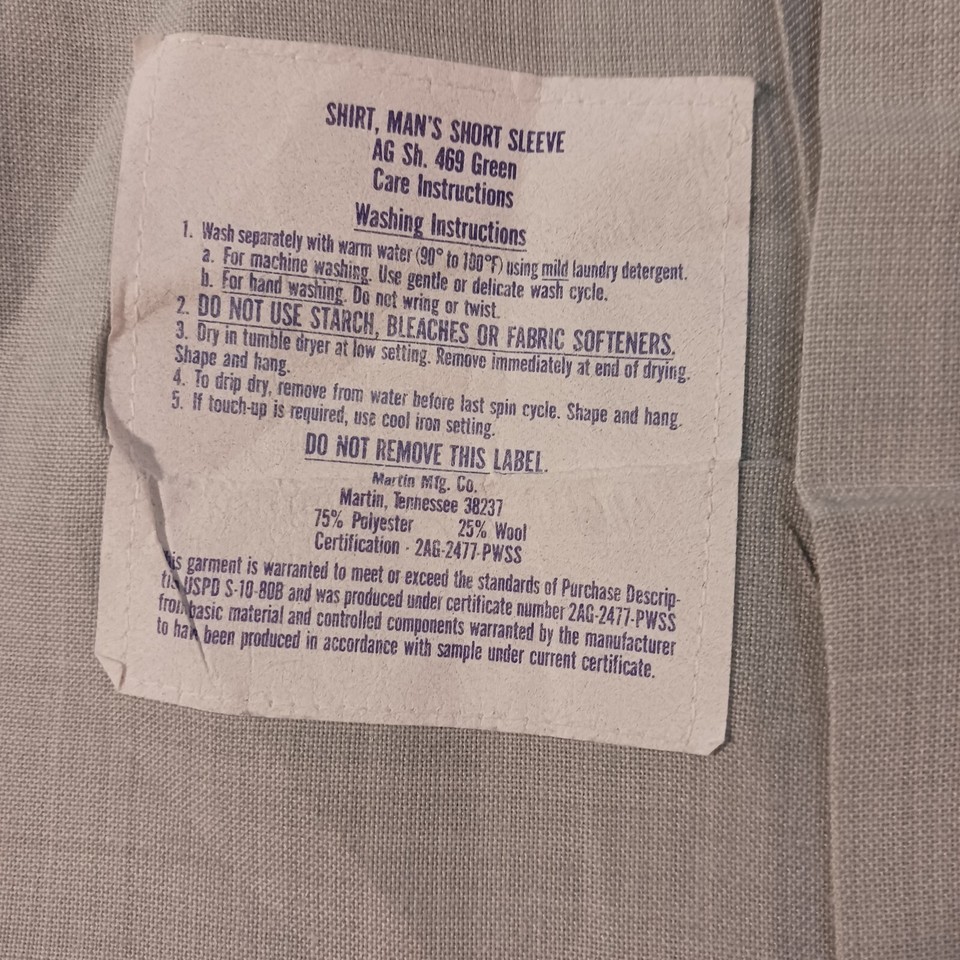 SHIRT, MAN'S SHORT SLEEVE
AG Sh. 469 Green
Care Instructions
Washing Instructions
1. Wash separately with warm water (90° to 100°F) using mild laundry detergent.
a. For machine washing. Use gentle or delicate wash cycle.
b. For hand washing. Do not wring or twist.
2. DO NOT USE STARCH, BLEACHES OR FABRIC SOFTENERS.
3. Dry in tumble dryer at low setting. Remove immediately at end of drying.
Shape and hang.
4. To drip dry, remove from water before last spin cycle. Shape and hang.
5. If touch-up is required, use cool iron setting.
DO NOT REMOVE THIS LABEL.
Martin Mfg. Co.
Martin, Tennessee 38237
75% Polyester 25% Wool
Certification - 2AG-2477-PWSS
garment is warranted to meet or exceed the standards of Purchase Descrip-
USPD S-10-80B and was produced under certificate number 2AG-2477-PWSS
from basic material and controlled components warranted by the manufacturer
to been produced in accordance with sample under current certificate.